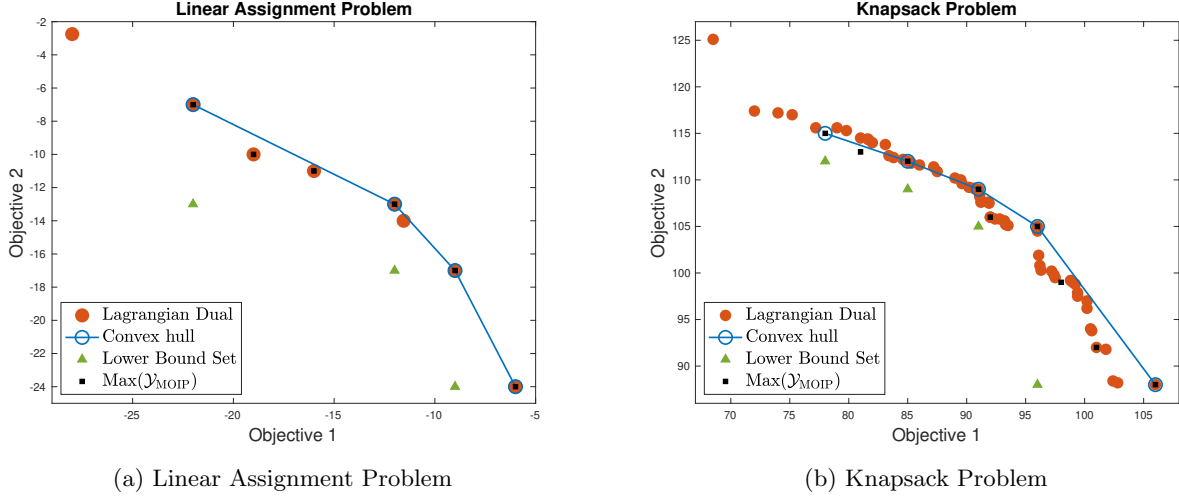 Linear Assignment Problem
-2
-4
-6
-8
-10
-12
-14
-16
-18
-20
-22
-24
Objective 2
Lagrangian Dual
Convex hull
Lower Bound Set
Max(𝒴MOIP)
-25
-20
-15
-10
-5
Objective 1
(a) Linear Assignment Problem
Knapsack Problem
125
120
115
110
105
100
95
90
Objective 2
Lagrangian Dual
Convex hull
Lower Bound Set
Max(𝒴MOIP)
70
75
80
85
90
95
100
105
Objective 1
(b) Knapsack Problem